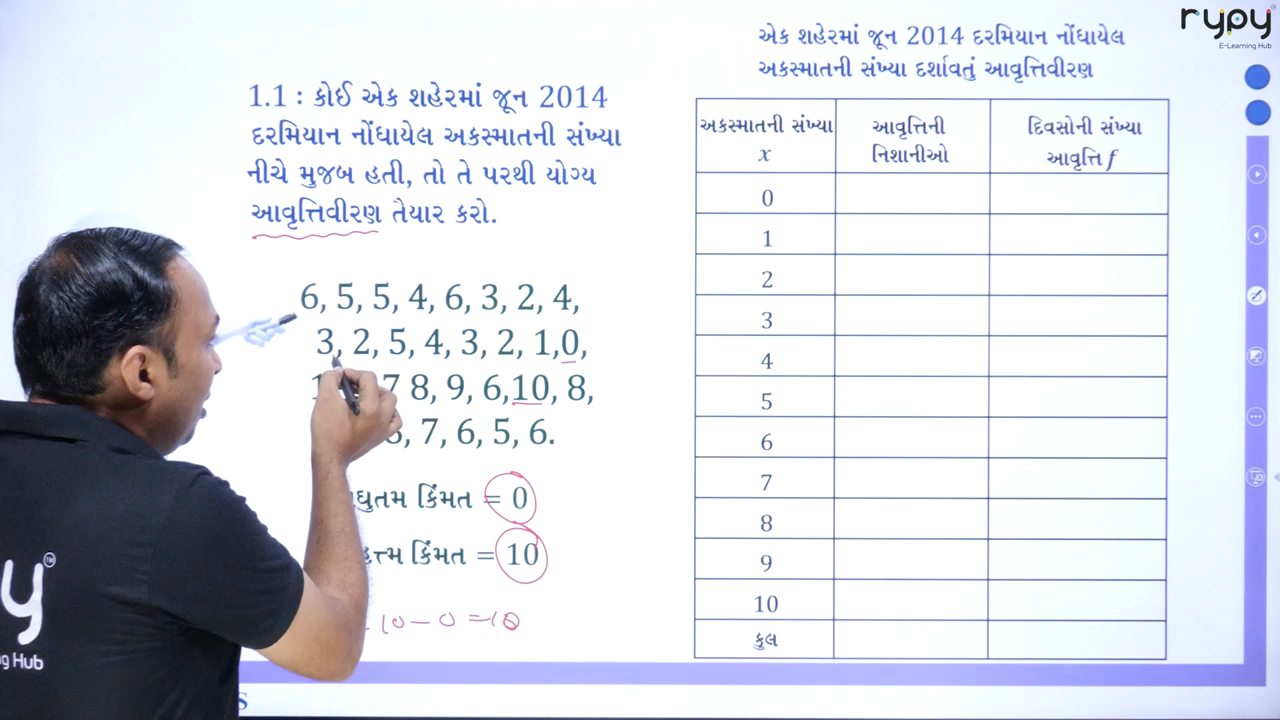 rypy
E-Learning Hub
એક શહેરમાં જૂન 2014 દરમિયાન નોંધાયેલ
અકસ્માતની સંખ્યા દર્શાવતું આવૃત્તિવીરણ
1.1 : કોઈ એક શહેરમાં જૂન 2014
દરમિયાન નોંધાયેલ અકસ્માતની સંખ્યા
નીચે મુજબ હતી, તો તે પરથી યોગ્ય
આવૃત્તિવીરણ તૈયાર કરો.
6, 5, 5, 4, 6, 3, 2, 4,
3, 2, 5, 4, 3, 2, 1,0,
7 8, 9, 6,10, 8,
7, 6, 5, 6.
કિંમત = 0
કિંમત = 10
10 - 0 = 10
અકસ્માતની સંખ્યા x
આવૃત્તિની નિશાનીઓ
દિવસોની સંખ્યા આવૃત્તિ f
0
1
2
3
4
5
6
7
8
9
10
કુલ
y
ng Hub
S